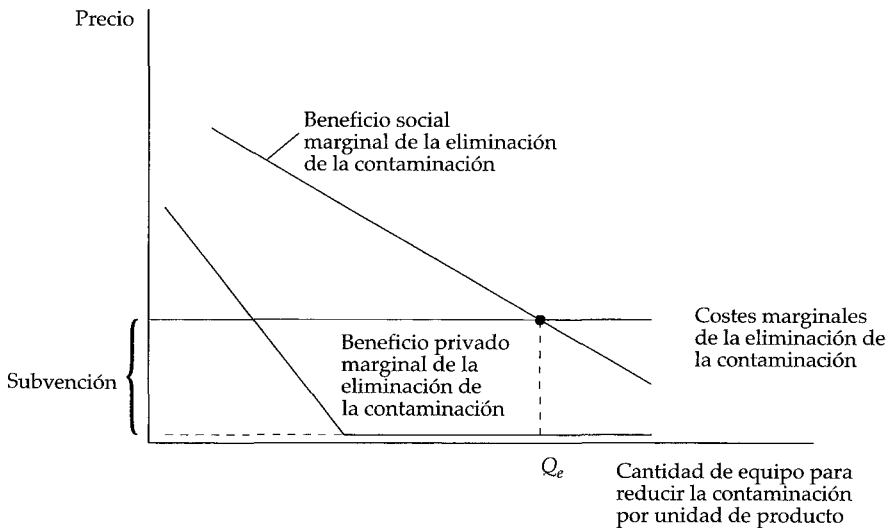 Precio
Beneficio social
marginal de la eliminación
de la contaminación
Costes marginales
de la eliminación de
la contaminación
Beneficio privado
marginal de la
eliminación de
la contaminación
Subvención
Qe
Cantidad de equipo para
reducir la contaminación
por unidad de producto